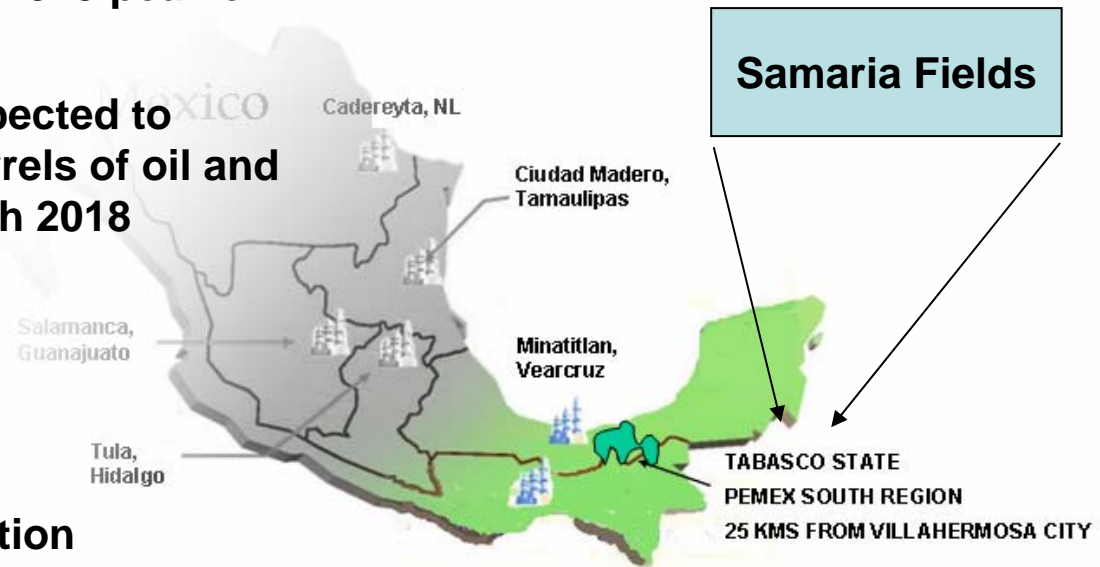 Samaria Fields
Mexico
Cadereyta, NL
pected to
rrels of oil and
h 2018
Ciudad Madero,
Tamaulipas
Salamanca,
Guanajuato
Minatitlan,
Vearcruz
Tula,
Hidalgo
TABASCO STATE
PEMEX SOUTH REGION
25 KMS FROM VILLAHERMOSA CITY
tion